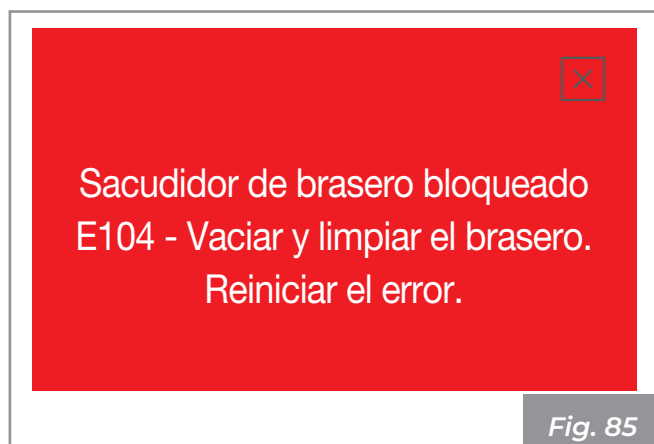 Sacudidor de brasero bloqueado
E104 - Vaciar y limpiar el brasero.
Reiniciar el error.
Fig. 85